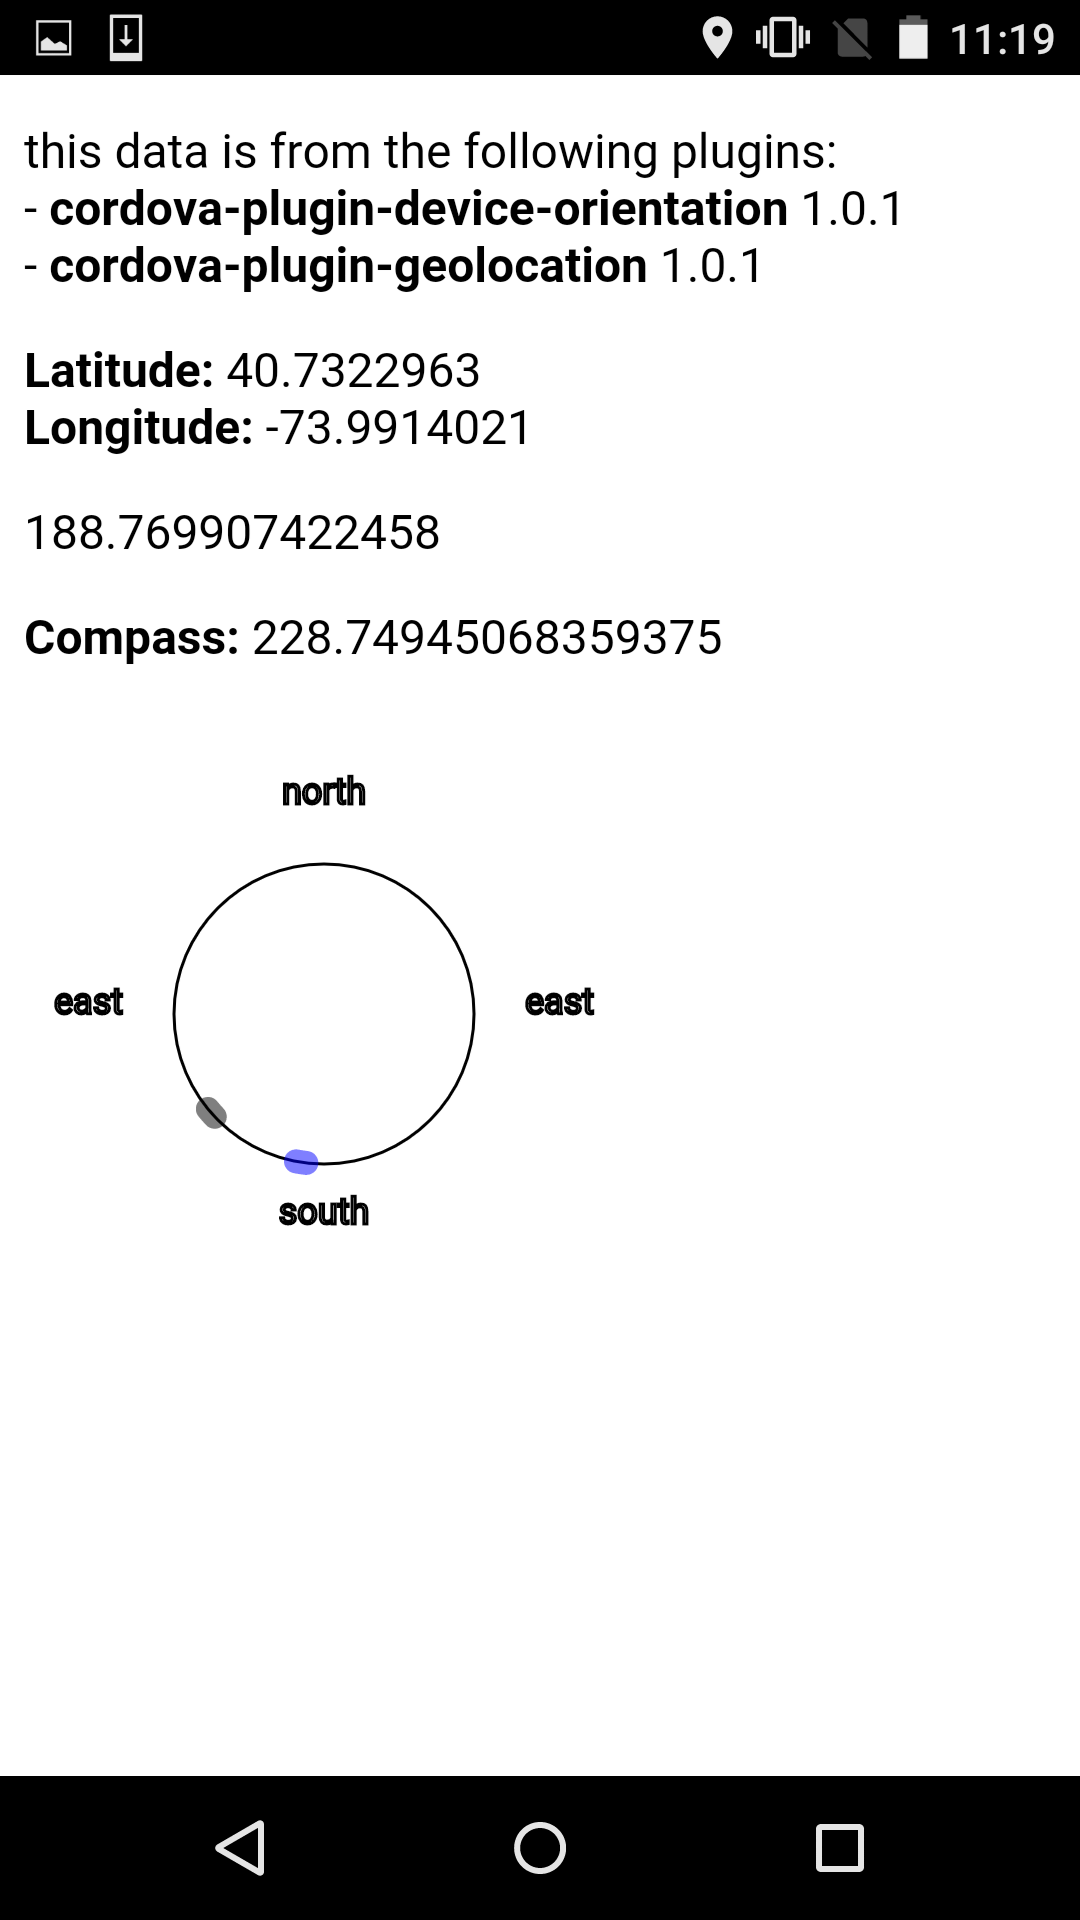 11:19
this data is from the following plugins:
- cordova-plugin-device-orientation 1.0.1
- cordova-plugin-geolocation 1.0.1
Latitude: 40.7322963
Longitude: -73.9914021
188.769907422458
Compass: 228.74945068359375
north
east east
south